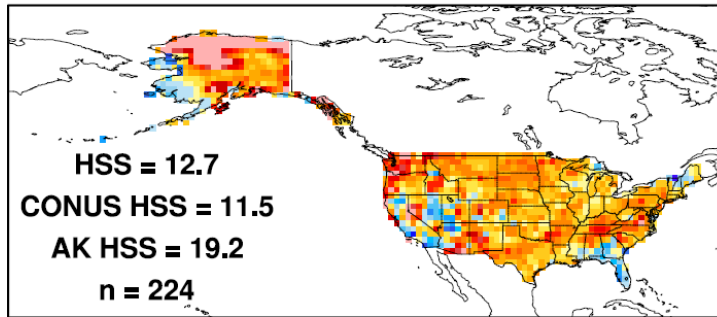 HSS = 12.7
CONUS HSS = 11.5
AK HSS = 19.2
n = 224